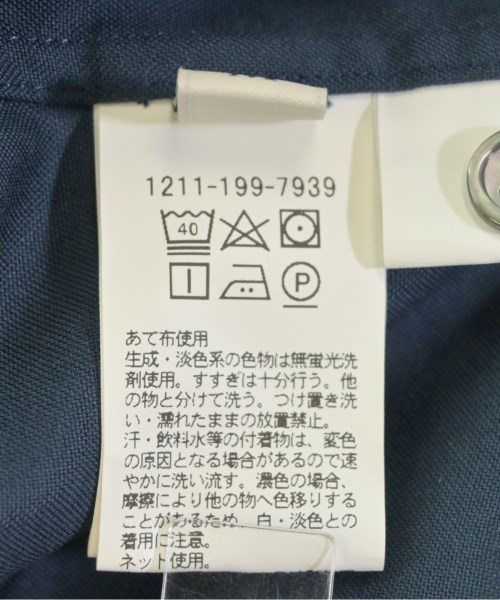 1211-199-7939
40
P
あて布使用
生成・淡色系の色物は無蛍光洗
剤使用。すすぎは十分行う。他
の物と分けて洗う。つけ置き洗
い・濡れたままの放置禁止。
汗・飲料水等の付着物は、変色
の原因となる場合があるので速
やかに洗い流す。濃色の場合、
摩擦により他の物へ色移りする
ことがあるため、白・淡色との
着用に注意。
ネット使用。